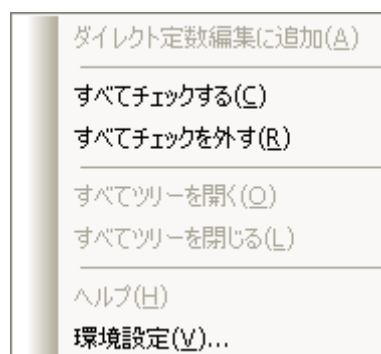 ダイレクト定数編集に追加(A)
すべてチェックする(C)
すべてチェックを外す(R)
すべてツリーを開く(O)
すべてツリーを閉じる(L)
ヘルプ(H)
環境設定(V)...